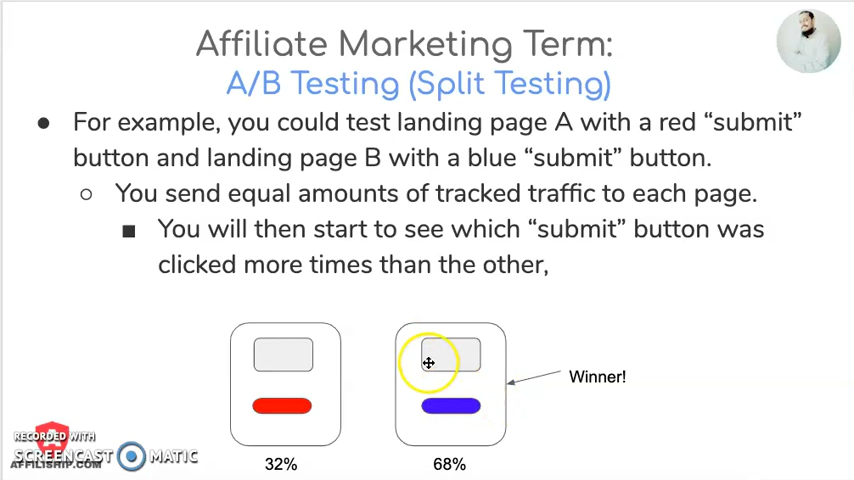 Affiliate Marketing Term:
A/B Testing (Split Testing)
● For example, you could test landing page A with a red “submit”
button and landing page B with a blue “submit” button.
○ You send equal amounts of tracked traffic to each page.
■ You will then start to see which “submit” button was
clicked more times than the other,
Winner!
32%
68%
RECORDED WITH
SCREENCAST MATIC
AFFILISHIP.COM